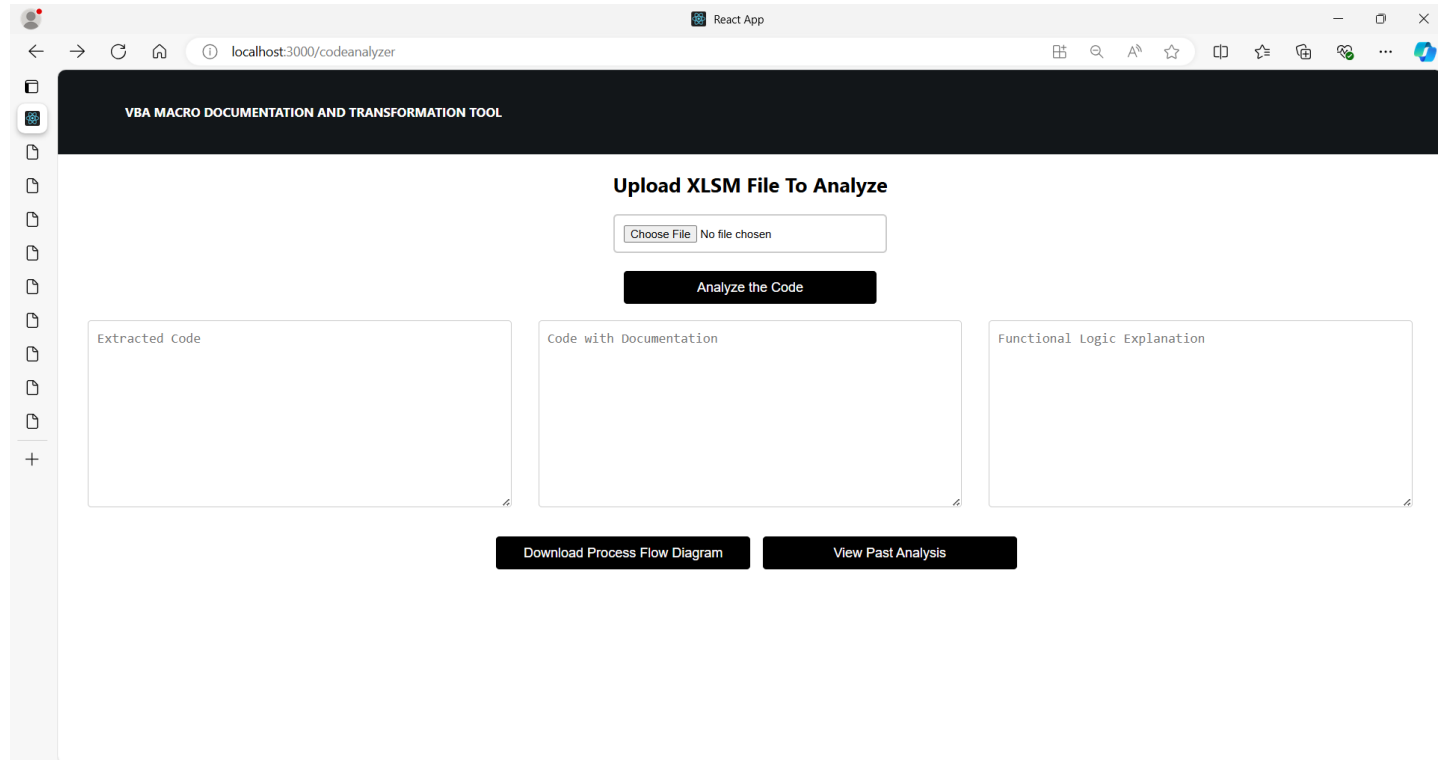 React App
localhost:3000/codeanalyzer
VBA MACRO DOCUMENTATION AND TRANSFORMATION TOOL
Upload XLSM File To Analyze
Choose File No file chosen
Analyze the Code
Extracted Code
Code with Documentation
Functional Logic Explanation
Download Process Flow Diagram
View Past Analysis